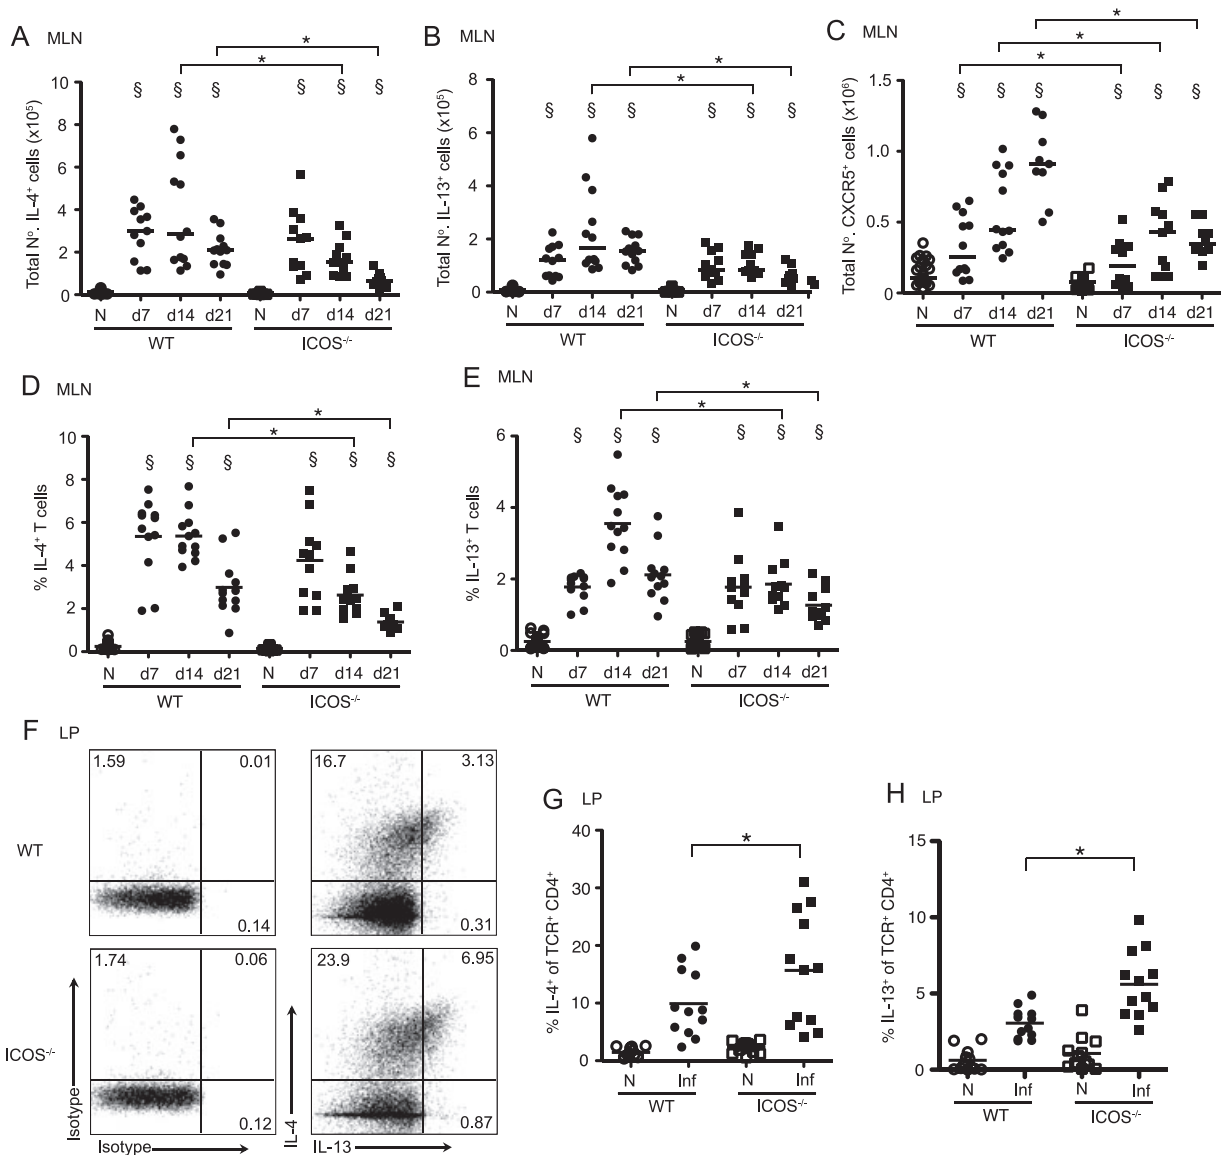 A MLN
Total Nº. IL-4⁺ cells (x10⁵)
10
8
6
4
2
0
§ § § § § §
* *
N d7 d14 d21 N d7 d14 d21
WT ICOS⁻/⁻
B MLN
Total Nº. IL-13⁺ cells (x10⁵)
8
6
4
2
0
§ § § § § §
* *
N d7 d14 d21 N d7 d14 d21
WT ICOS⁻/⁻
C MLN
Total Nº. CXCR5⁺ cells (x10⁶)
1.5
1.0
0.5
0
§ § § § § §
* * *
N d7 d14 d21 N d7 d14 d21
WT ICOS⁻/⁻
D MLN
% IL-4⁺ T cells
10
8
6
4
2
0
§ § § § § §
* *
N d7 d14 d21 N d7 d14 d21
WT ICOS⁻/⁻
E MLN
% IL-13⁺ T cells
6
4
2
0
§ § § § § §
* *
N d7 d14 d21 N d7 d14 d21
WT ICOS⁻/⁻
F LP
WT
1.59 0.01
0.14
16.7 3.13
0.31
ICOS⁻/⁻
1.74 0.06
0.12
23.9 6.95
0.87
Isotype
Isotype
IL-4
IL-13
G LP
% IL-4⁺ of TCR⁺ CD4⁺
40
30
20
10
0
*
N Inf N Inf
WT ICOS⁻/⁻
H LP
% IL-13⁺ of TCR⁺ CD4⁺
15
10
5
0
*
N Inf N Inf
WT ICOS⁻/⁻